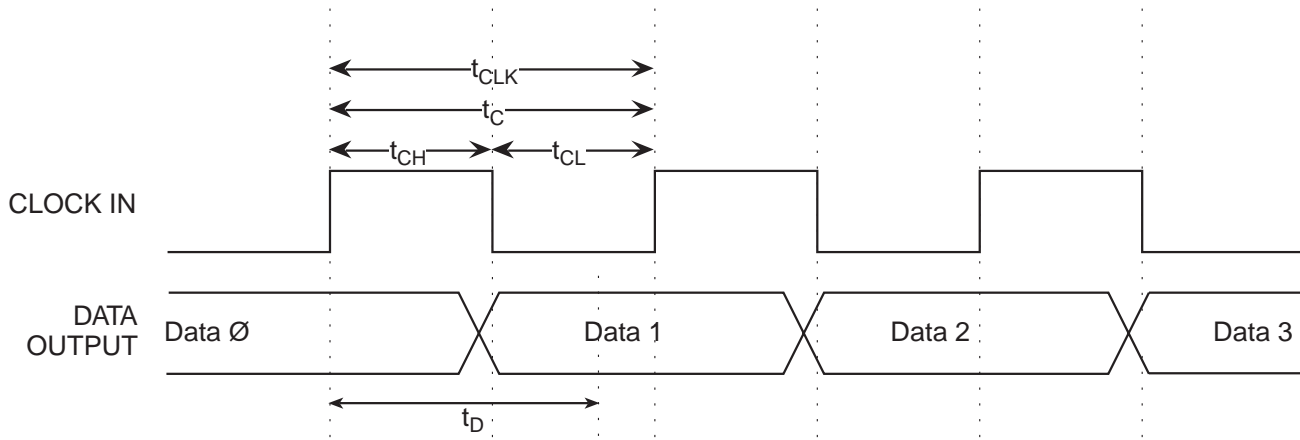 tCLK
tC
tCH
tCL
CLOCK IN
DATA
OUTPUT
Data Ø
Data 1
Data 2
Data 3
tD